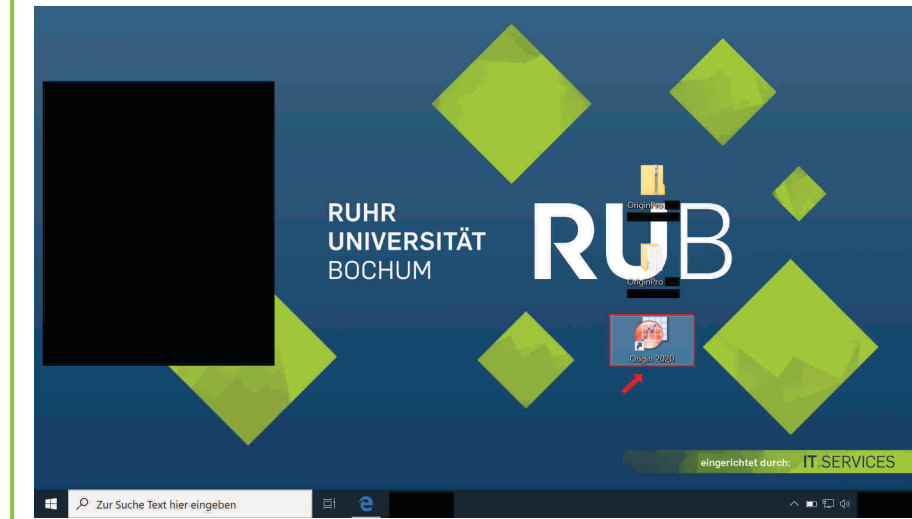 RUHR
UNIVERSITÄT
BOCHUM
RUB
OriginPro
OriginPro
Origin 2020
eingerichtet durch: IT.SERVICES
Zur Suche Text hier eingeben